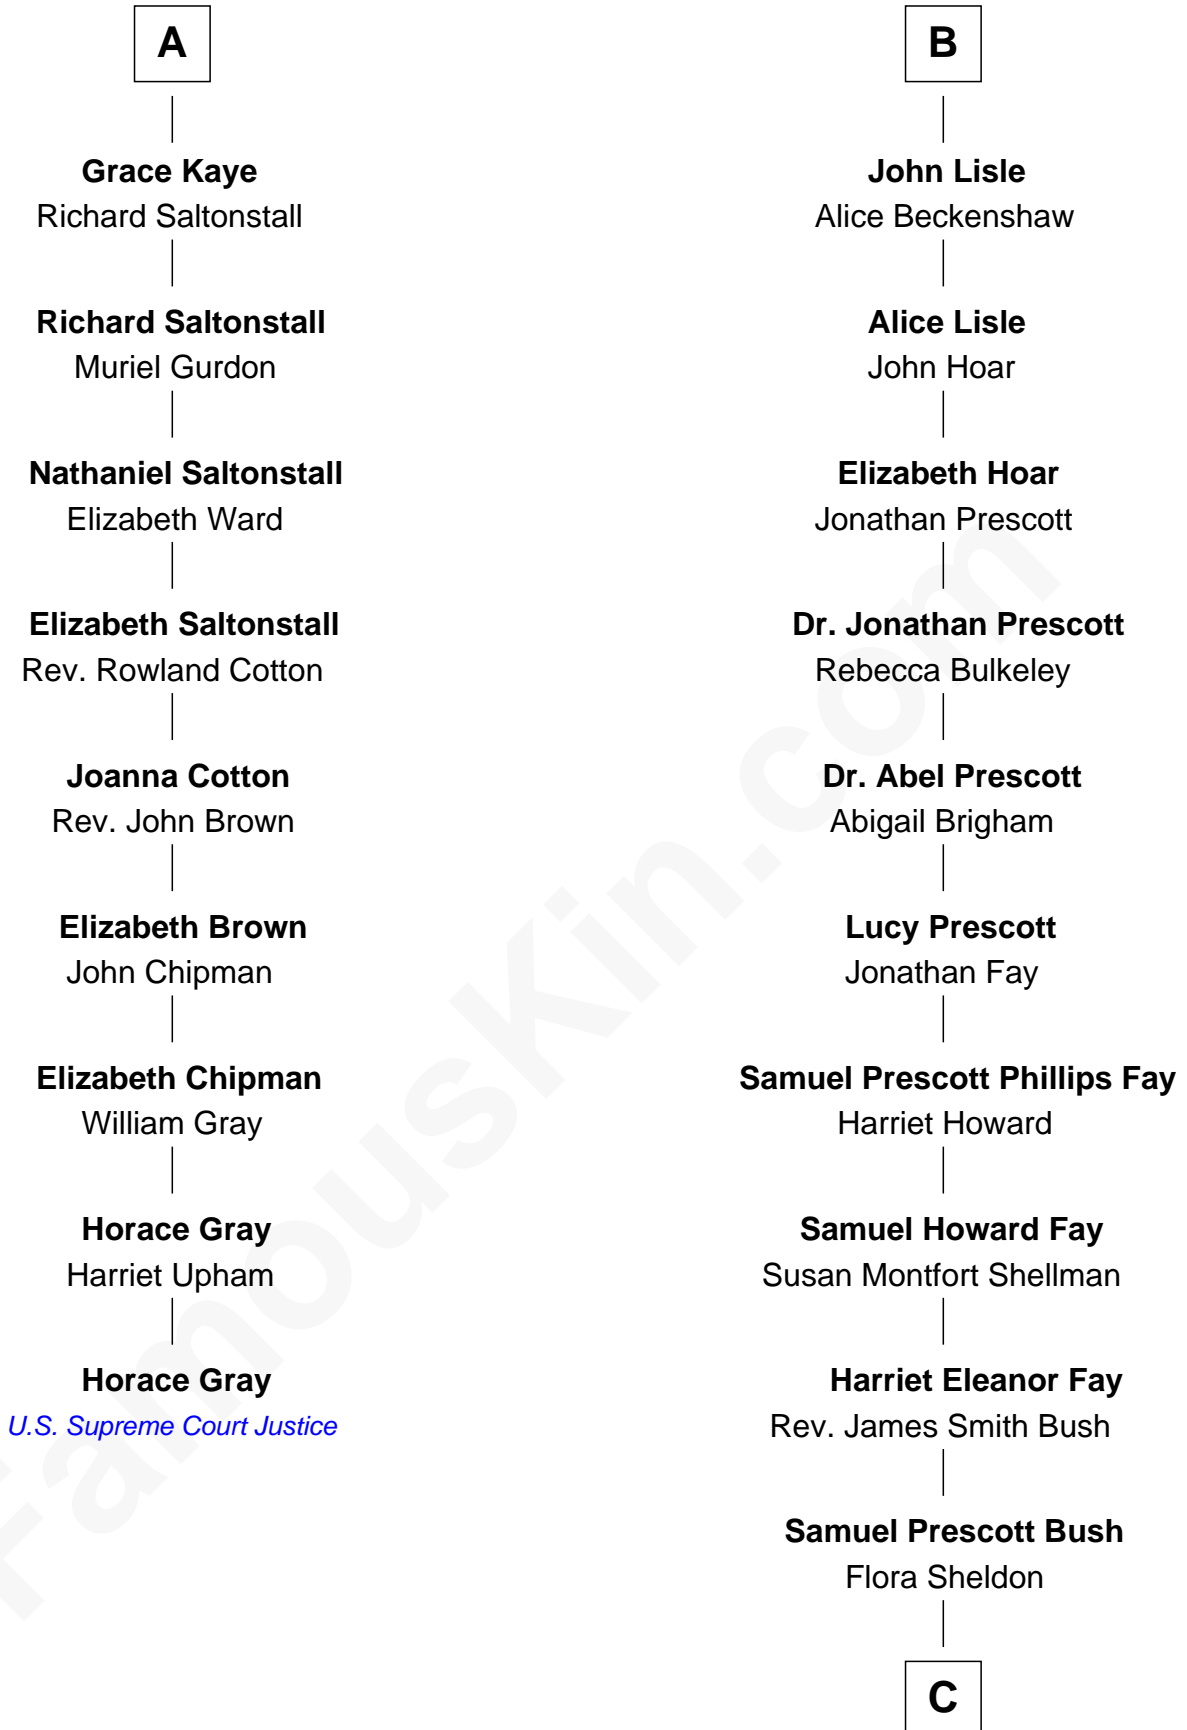 A
Grace Kaye
Richard Saltonstall
Richard Saltonstall
Muriel Gurdon
Nathaniel Saltonstall
Elizabeth Ward
Elizabeth Saltonstall
Rev. Rowland Cotton
Joanna Cotton
Rev. John Brown
Elizabeth Brown
John Chipman
Elizabeth Chipman
William Gray
Horace Gray
Harriet Upham
Horace Gray
U.S. Supreme Court Justice
B
John Lisle
Alice Beckenshaw
Alice Lisle
John Hoar
Elizabeth Hoar
Jonathan Prescott
Dr. Jonathan Prescott
Rebecca Bulkeley
Dr. Abel Prescott
Abigail Brigham
Lucy Prescott
Jonathan Fay
Samuel Prescott Phillips Fay
Harriet Howard
Samuel Howard Fay
Susan Montfort Shellman
Harriet Eleanor Fay
Rev. James Smith Bush
Samuel Prescott Bush
Flora Sheldon
C
FamousKin.com